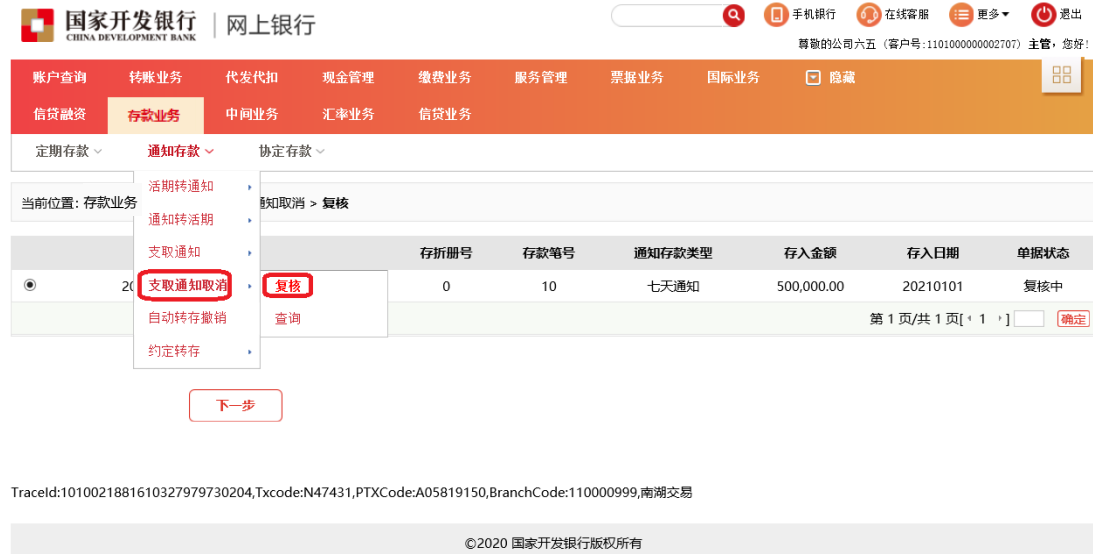 国家开发银行 网上银行 手机银行 在线客服 更多 退出
CHINA DEVELOPMENT BANK
尊敬的公司六五 (客户号:1101000000002707) 主管，您好!
账户查询 转账业务 代发代扣 现金管理 缴费业务 服务管理 票据业务 国际业务 隐藏
信贷融资 存款业务 中间业务 汇率业务 信贷业务
定期存款 通知存款 协定存款
活期转通知
当前位置: 存款业务 通知取消 > 复核
通知转活期
支取通知 存折册号 存款笔号 通知存款类型 存入金额 存入日期 单据状态
20 支取通知取消 复核 0 10 七天通知 500,000.00 20210101 复核中
自动转存撤销 查询 第 1 页/共 1 页[ 1 ] 确定
约定转存
下一步
TraceId:1010021881610327979730204,Txcode:N47431,PTXCode:A05819150,BranchCode:110000999,南湖交易
©2020 国家开发银行版权所有